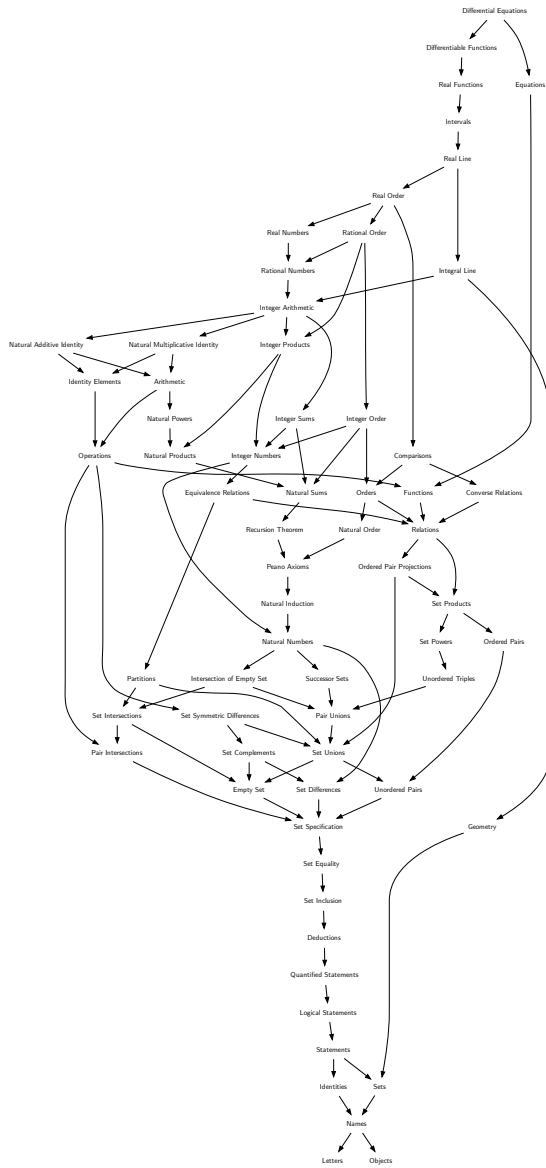 Differential Equations
Differentiable Functions
Real Functions
Equations
Intervals
Real Line
Real Order
Real Numbers
Rational Order
Rational Numbers
Integral Line
Integer Arithmetic
Natural Additive Identity
Natural Multiplicative Identity
Integer Products
Identity Elements
Arithmetic
Natural Powers
Integer Sums
Integer Order
Operations
Natural Products
Integer Numbers
Comparisons
Equivalence Relations
Natural Sums
Orders
Functions
Converse Relations
Recursion Theorem
Natural Order
Relations
Peano Axioms
Ordered Pair Projections
Natural Induction
Set Products
Natural Numbers
Set Powers
Ordered Pairs
Partitions
Intersection of Empty Set
Successor Sets
Unordered Triples
Set Intersections
Set Symmetric Differences
Pair Unions
Pair Intersections
Set Complements
Set Unions
Empty Set
Set Differences
Unordered Pairs
Set Specification
Geometry
Set Equality
Set Inclusion
Deductions
Quantified Statements
Logical Statements
Statements
Identities
Sets
Names
Letters
Objects